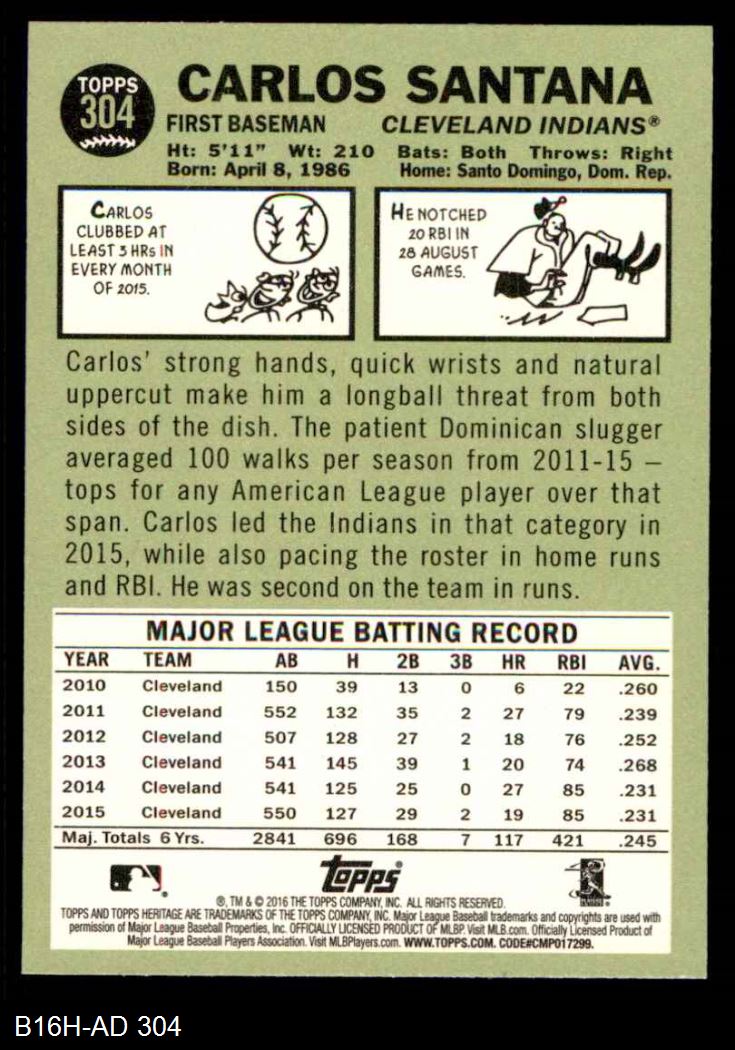 TOPPS
304
CARLOS SANTANA
FIRST BASEMAN CLEVELAND INDIANS®
Ht: 5'11" Wt: 210 Bats: Both Throws: Right
Born: April 8, 1986 Home: Santo Domingo, Dom. Rep.
CARLOS
CLUBBED AT
LEAST 3 HRs IN
EVERY MONTH
OF 2015.
HE NOTCHED
20 RBI IN
28 AUGUST
GAMES.
Carlos' strong hands, quick wrists and natural
uppercut make him a longball threat from both
sides of the dish. The patient Dominican slugger
averaged 100 walks per season from 2011-15 –
tops for any American League player over that
span. Carlos led the Indians in that category in
2015, while also pacing the roster in home runs
and RBI. He was second on the team in runs.
MAJOR LEAGUE BATTING RECORD
YEAR TEAM AB H 2B 3B HR RBI AVG.
2010 Cleveland 150 39 13 0 6 22 .260
2011 Cleveland 552 132 35 2 27 79 .239
2012 Cleveland 507 128 27 2 18 76 .252
2013 Cleveland 541 145 39 1 20 74 .268
2014 Cleveland 541 125 25 0 27 85 .231
2015 Cleveland 550 127 29 2 19 85 .231
Maj. Totals 6 Yrs. 2841 696 168 7 117 421 .245
topps®
®, TM & © 2016 THE TOPPS COMPANY, INC. ALL RIGHTS RESERVED.
TOPPS AND TOPPS HERITAGE ARE TRADEMARKS OF THE TOPPS COMPANY, INC. Major League Baseball trademarks and copyrights are used with
permission of Major League Baseball Properties, Inc. OFFICIALLY LICENSED PRODUCT OF MLBP. Visit MLB.com. Officially Licensed Product of
Major League Baseball Players Association. Visit MLBPlayers.com. WWW.TOPPS.COM. CODE#CMP017299.
B16H-AD 304